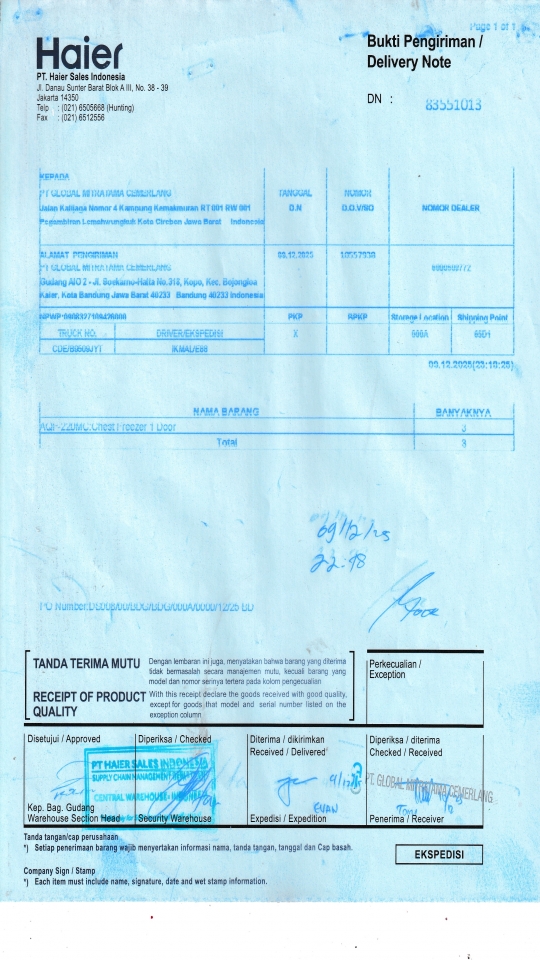 Page 1 of 1
Haier
Bukti Pengiriman /
Delivery Note
PT. Haier Sales Indonesia
Jl. Danau Sunter Barat Blok A III, No. 38 - 39
Jakarta 14350
Telp : (021) 6505668 (Hunting)
Fax : (021) 6512556
DN : 83551013
KEPADA
PT GLOBAL MITRATAMA CEMERLANG
TANGGAL
NOMOR
Jalan Kalijaga Nomor 4 Kampung Kemakmuran RT 001 RW 001
D.N
D.O.V/SO
NOMOR DEALER
Pegambiran Lemahwungkuk Kota Cirebon Jawa Barat Indonesia
ALAMAT PENGIRIMAN
09.12.2025
PT GLOBAL MITRATAMA CEMERLANG
Gudang AIO 2 - Jl. Soekarno-Hatta No.318, Kopo, Kec. Bojongloa
Kaler, Kota Bandung Jawa Barat 40233 Bandung 40233 Indonesia
PKP
BPKP
Storage Location
Shipping Point
TRUCK NO.
DRIVER/EKSPEDISI
X
000A
CDE/B9509JYT
IKMAL/E88
09.12.2025(23:18:25)
NAMA BARANG
BANYAKNYA
AQF-220MC:Chest Freezer 1 Door
3
Total
3
09/12/25
22:48
TANDA TERIMA MUTU
Dengan lembaran ini juga, menyatakan bahwa barang yang diterima
tidak bermasalah secara manajemen mutu, kecuali barang yang
model dan nomor serinya tertera pada kolom pengecualian
RECEIPT OF PRODUCT
QUALITY
With this receipt declare the goods received with good quality,
except for goods that model and serial number listed on the
exception column
Perkecualian /
Exception
Disetujui / Approved
Diperiksa / Checked
Diterima / dikirimkan
Received / Delivered
Diperiksa / diterima
Checked / Received
PT HAIER SALES INDONESIA
SUPPLY CHAIN MANAGEMENT
CENTRAL WAREHOUSE
PT. GLOBAL MITRATAMA CEMERLANG
EVAN
Kep. Bag. Gudang
Warehouse Section Head
Security Warehouse
Expedisi / Expedition
Penerima / Receiver
Tanda tangan/cap perusahaan
*) Setiap penerimaan barang wajib menyertakan informasi nama, tanda tangan, tanggal dan Cap basah.
EKSPEDISI
Company Sign / Stamp
*) Each item must include name, signature, date and wet stamp information.